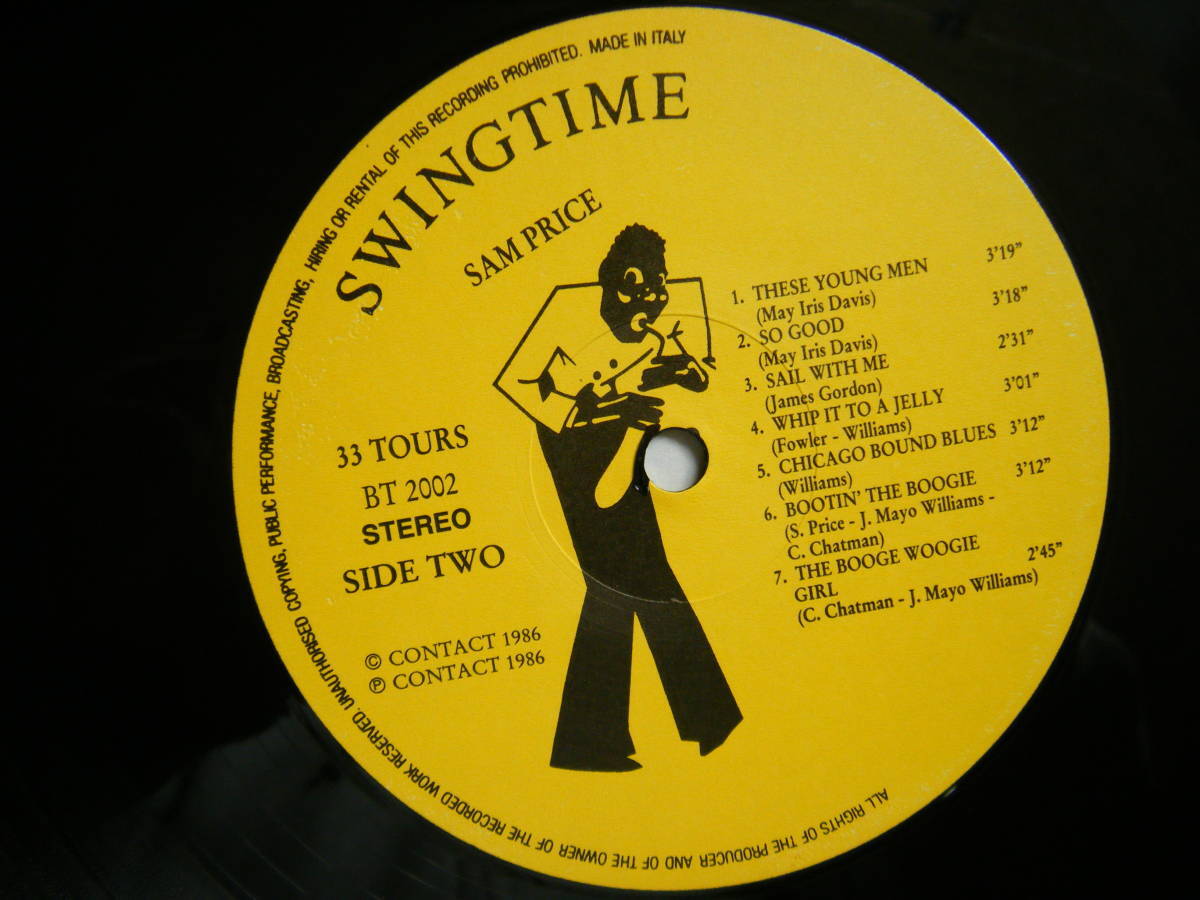 ALL RIGHTS OF THE PRODUCER AND OF THE OWNER OF THE RECORDED WORK RESERVED. UNAUTHORISED COPYING, PUBLIC PERFORMANCE, BROADCASTING, HIRING OR RENTAL OF THIS RECORDING PROHIBITED. MADE IN ITALY
SWINGTIME
SAM PRICE
33 TOURS
BT 2002
STEREO
SIDE TWO
© CONTACT 1986
℗ CONTACT 1986
1. THESE YOUNG MEN 3'19"
(May Iris Davis)
2. SO GOOD 3'18"
(May Iris Davis)
3. SAIL WITH ME 2'31"
(James Gordon)
4. WHIP IT TO A JELLY 3'01"
(Fowler - Williams)
5. CHICAGO BOUND BLUES 3'12"
(Williams)
6. BOOTIN' THE BOOGIE 3'12"
(S. Price - J. Mayo Williams -
C. Chatman)
7. THE BOOGE WOOGIE 2'45"
GIRL
(C. Chatman - J. Mayo Williams)